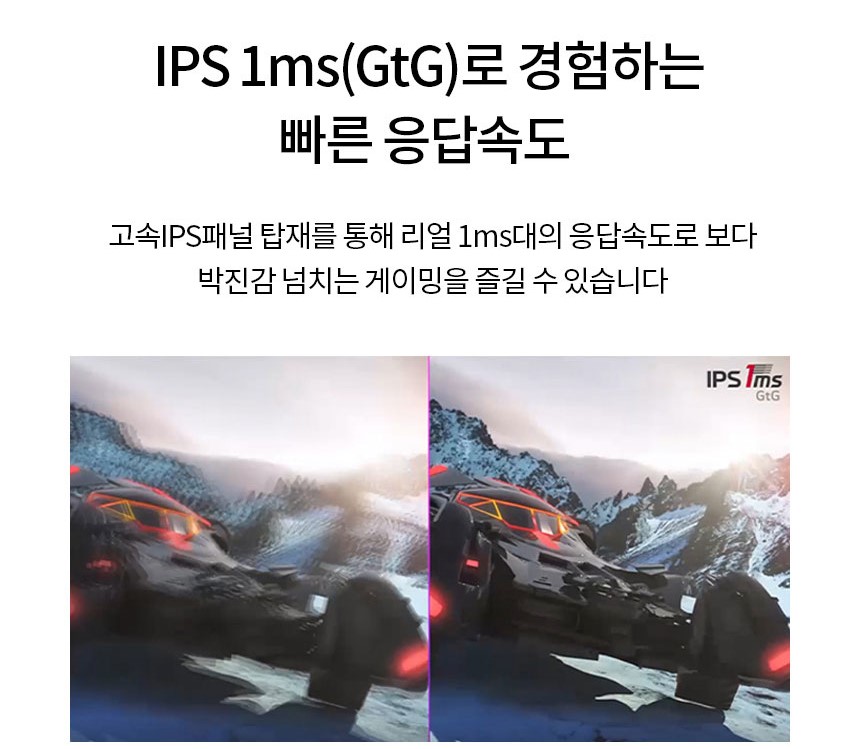 IPS 1ms(GtG)로 경험하는
빠른 응답속도
고속IPS패널 탑재를 통해 리얼 1ms대의 응답속도로 보다
박진감 넘치는 게이밍을 즐길 수 있습니다
IPS 1ms
GtG